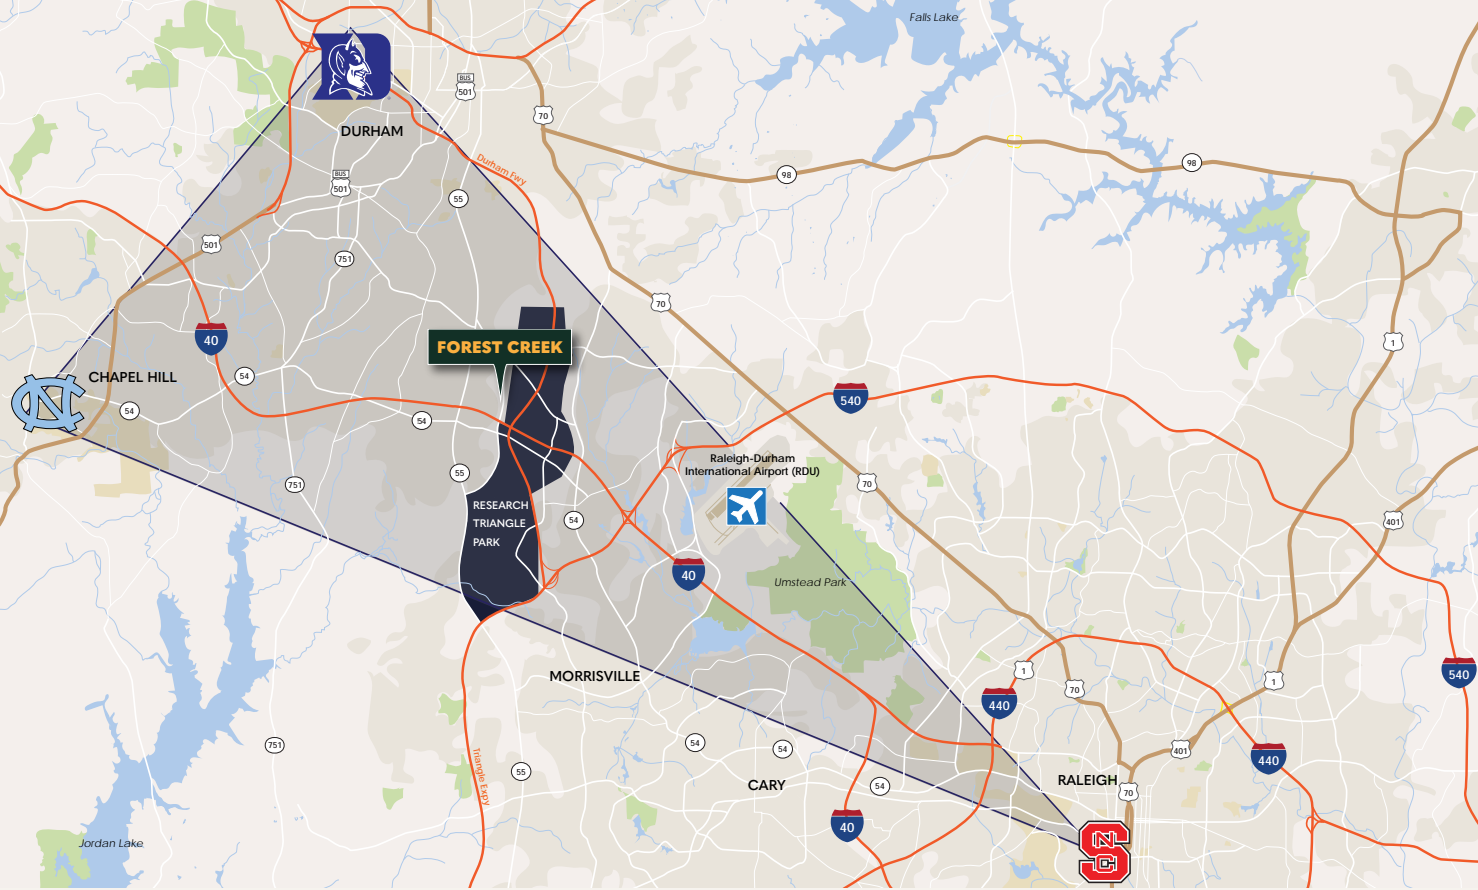 Falls Lake
BUS
501
70
DURHAM
98
98
Durham Fwy
BUS
501
55
501
751
70
1
40
FOREST CREEK
CHAPEL HILL
54
540
NC
54
54
Raleigh-Durham
International Airport (RDU)
55
751
70
RESEARCH
TRIANGLE
PARK
54
401
40
Umstead Park
MORRISVILLE
1
70
1
540
440
751
54
54
401
440
Triangle Expy
55
CARY
54
RALEIGH
70
40
Jordan Lake
NC
S